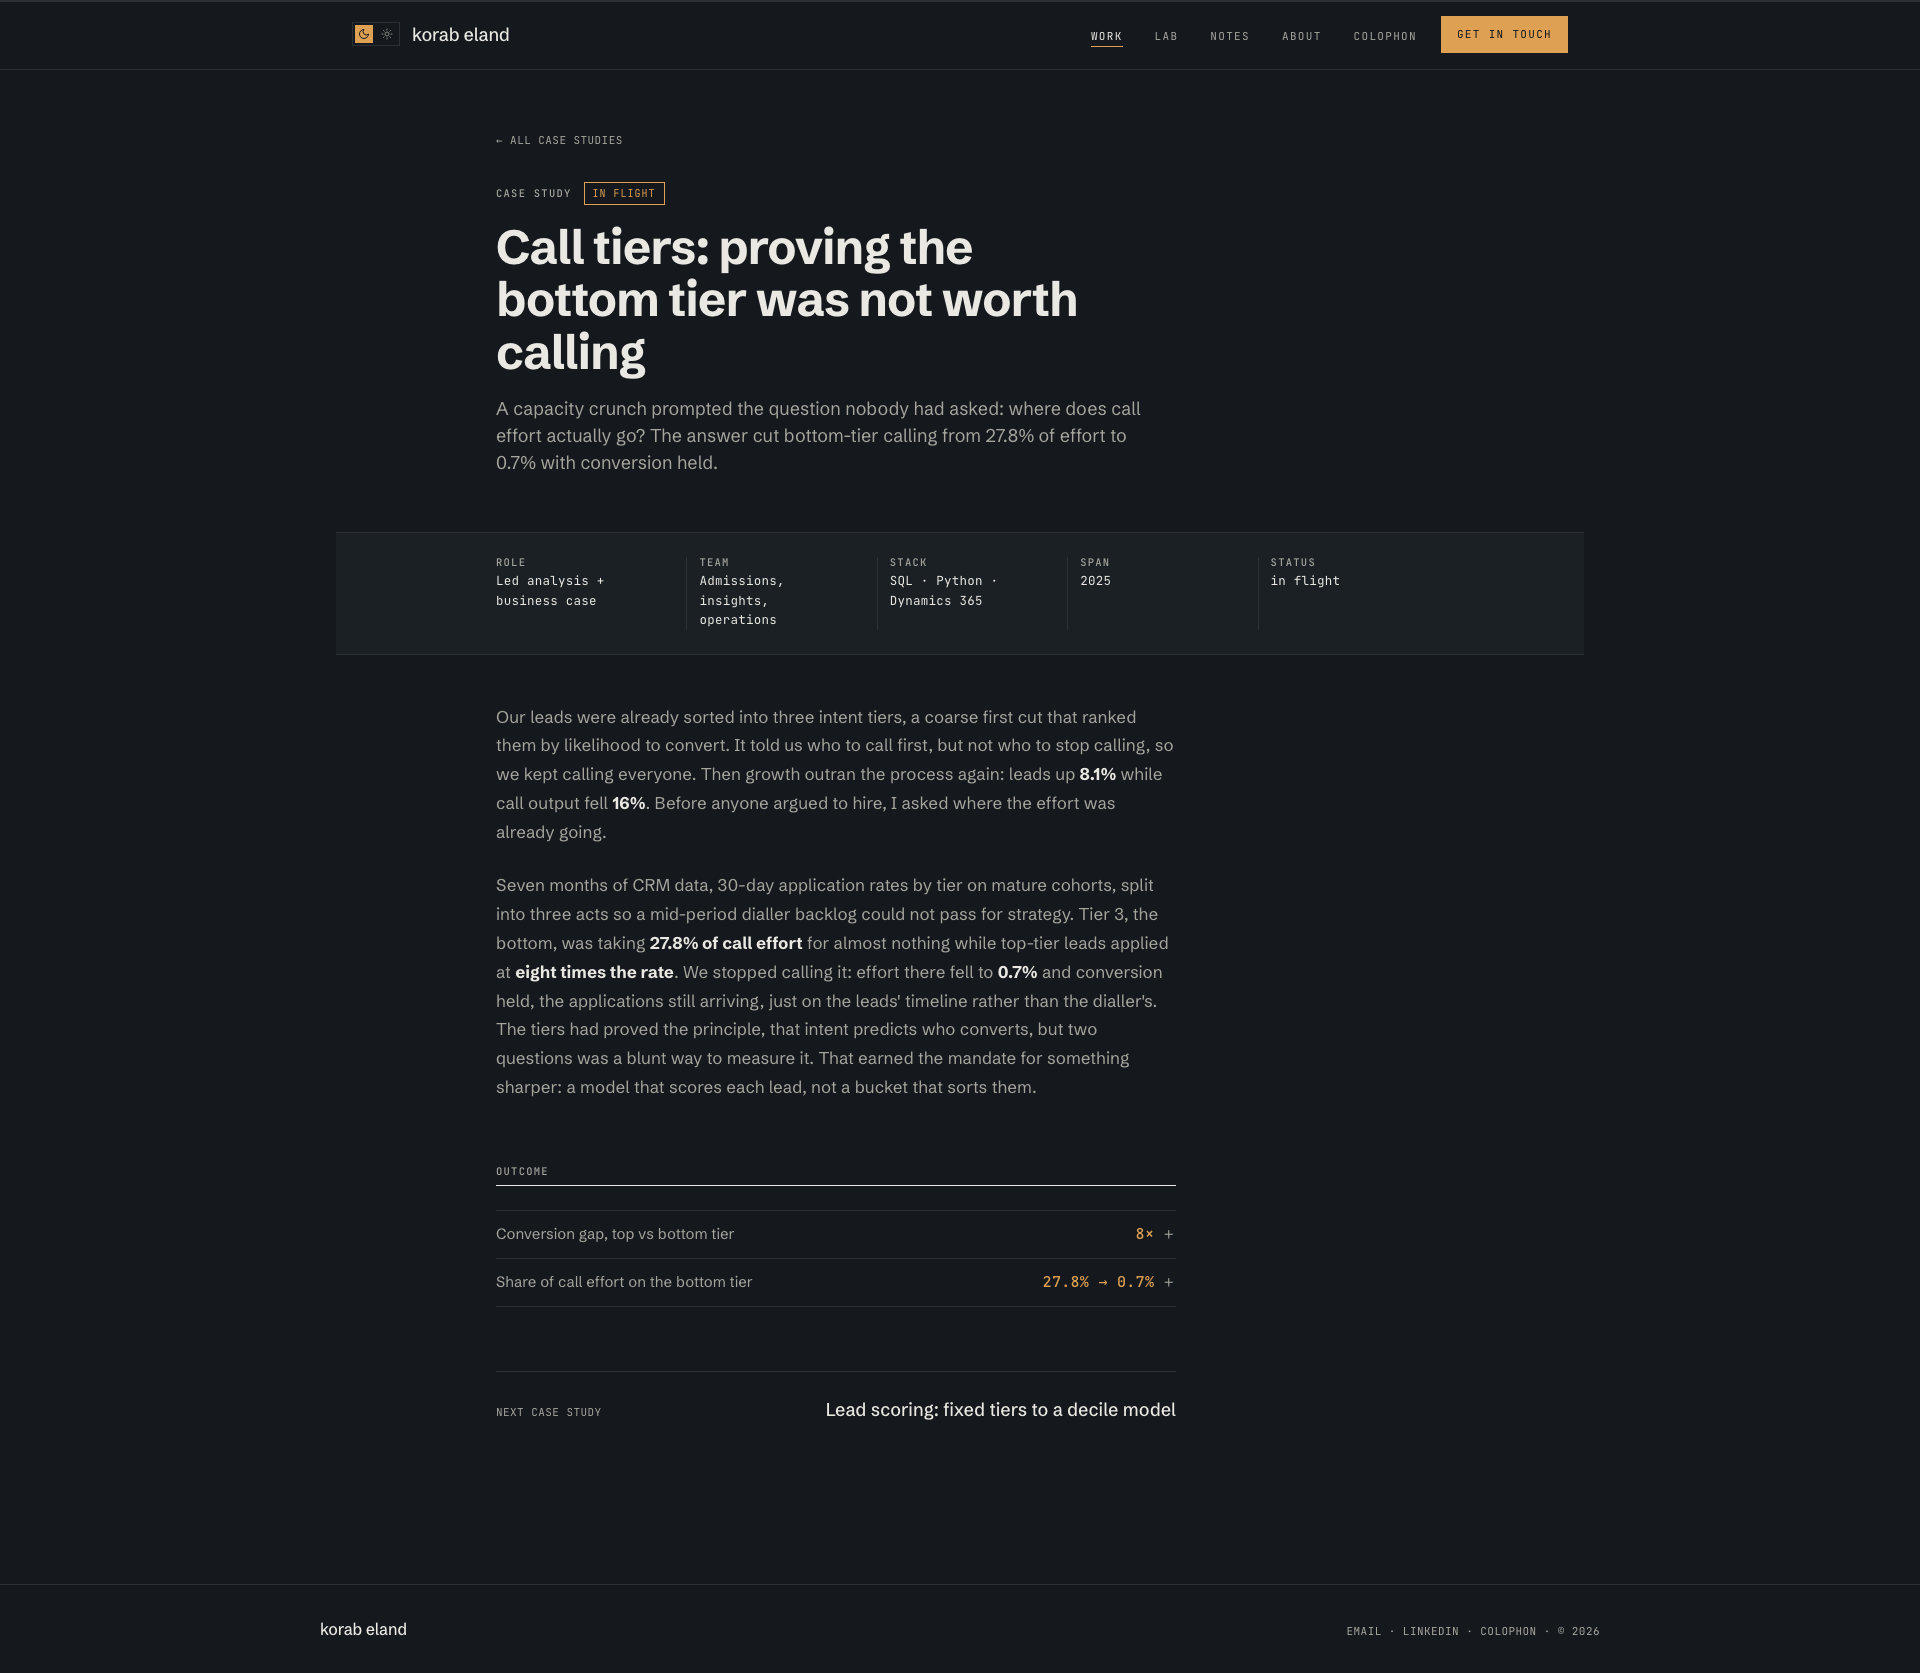 korab eland
WORK
LAB
NOTES
ABOUT
COLOPHON
GET IN TOUCH
← ALL CASE STUDIES
CASE STUDY
IN FLIGHT
Call tiers: proving the
bottom tier was not worth
calling
A capacity crunch prompted the question nobody had asked: where does call
effort actually go? The answer cut bottom-tier calling from 27.8% of effort to
0.7% with conversion held.
ROLE
Led analysis +
business case
TEAM
Admissions,
insights,
operations
STACK
SQL · Python ·
Dynamics 365
SPAN
2025
STATUS
in flight
Our leads were already sorted into three intent tiers, a coarse first cut that ranked
them by likelihood to convert. It told us who to call first, but not who to stop calling, so
we kept calling everyone. Then growth outran the process again: leads up 8.1% while
call output fell 16%. Before anyone argued to hire, I asked where the effort was
already going.
Seven months of CRM data, 30-day application rates by tier on mature cohorts, split
into three acts so a mid-period dialler backlog could not pass for strategy. Tier 3, the
bottom, was taking 27.8% of call effort for almost nothing while top-tier leads applied
at eight times the rate. We stopped calling it: effort there fell to 0.7% and conversion
held, the applications still arriving, just on the leads' timeline rather than the dialler's.
The tiers had proved the principle, that intent predicts who converts, but two
questions was a blunt way to measure it. That earned the mandate for something
sharper: a model that scores each lead, not a bucket that sorts them.
OUTCOME
Conversion gap, top vs bottom tier 8× +
Share of call effort on the bottom tier 27.8% → 0.7% +
NEXT CASE STUDY
Lead scoring: fixed tiers to a decile model
korab eland
EMAIL · LINKEDIN · COLOPHON · © 2026